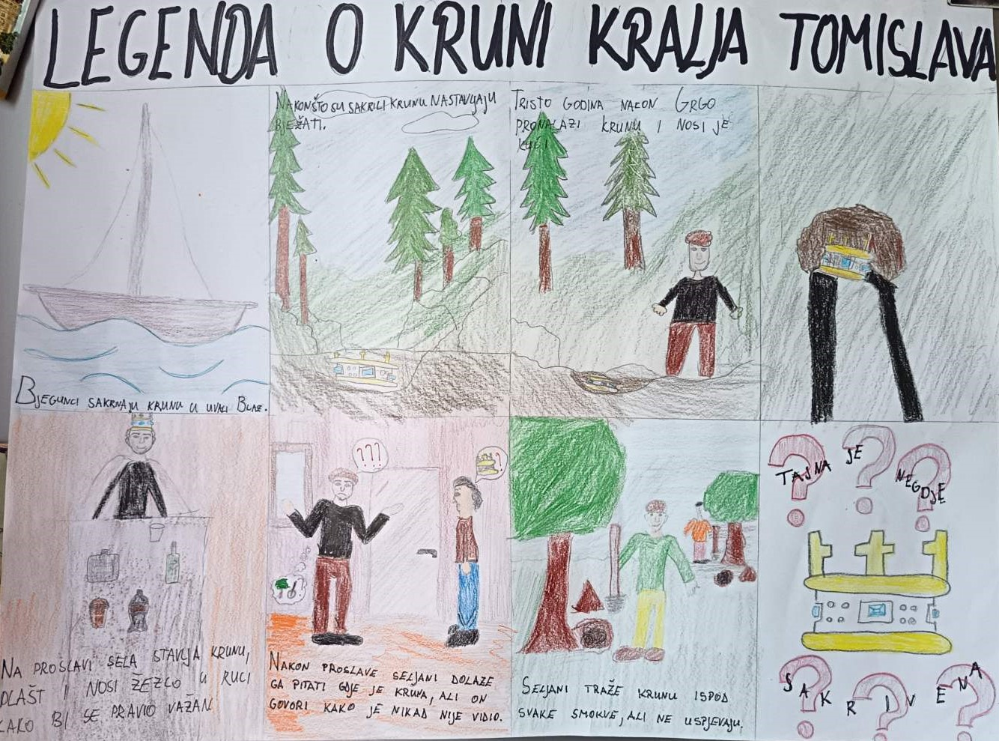 LEGENDA O KRUNI KRALJA TOMISLAVA
BJEGUNCI SAKRIVAJU KRUNU U UVALI BLAE.
NAKON ŠTO SU SAKRILI KRUNU NASTAVLJAJU
BJEŽATI.
TRISTO GODINA NAKON GRGO
PRONALAZI KRUNU I NOSI JE
KUĆI
NA PROSLAVI SELA STAVLJA KRUNU,
PLAŠT I NOSI ŽEZLO U RUCI
KAKO BI SE PRAVIO VAŽAN
???
?
NAKON PROSLAVE SELJANI DOLAZE
GA PITATI GDJE JE KRUNA, ALI ON
GOVORI KAKO JE NIKAD NIJE VIDIO.
SELJANI TRAŽE KRUNU ISPOD
SVAKE SMOKVE, ALI NE USPJEVAJU.
? ? ?
TAJNA JE NEGDJE
SAKRIVENA
? ? ?